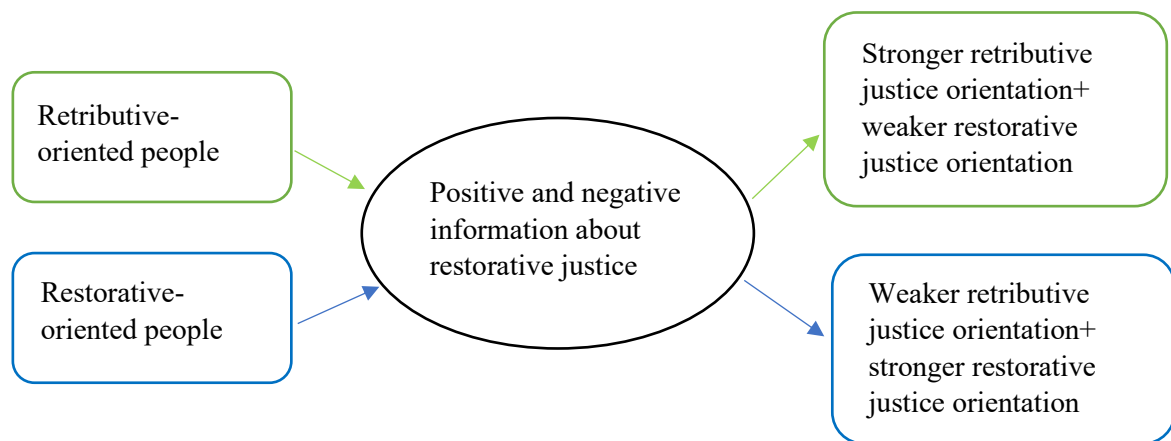 Retributive-
oriented people
Restorative-
oriented people
Positive and negative
information about
restorative justice
Stronger retributive
justice orientation+
weaker restorative
justice orientation
Weaker retributive
justice orientation+
stronger restorative
justice orientation